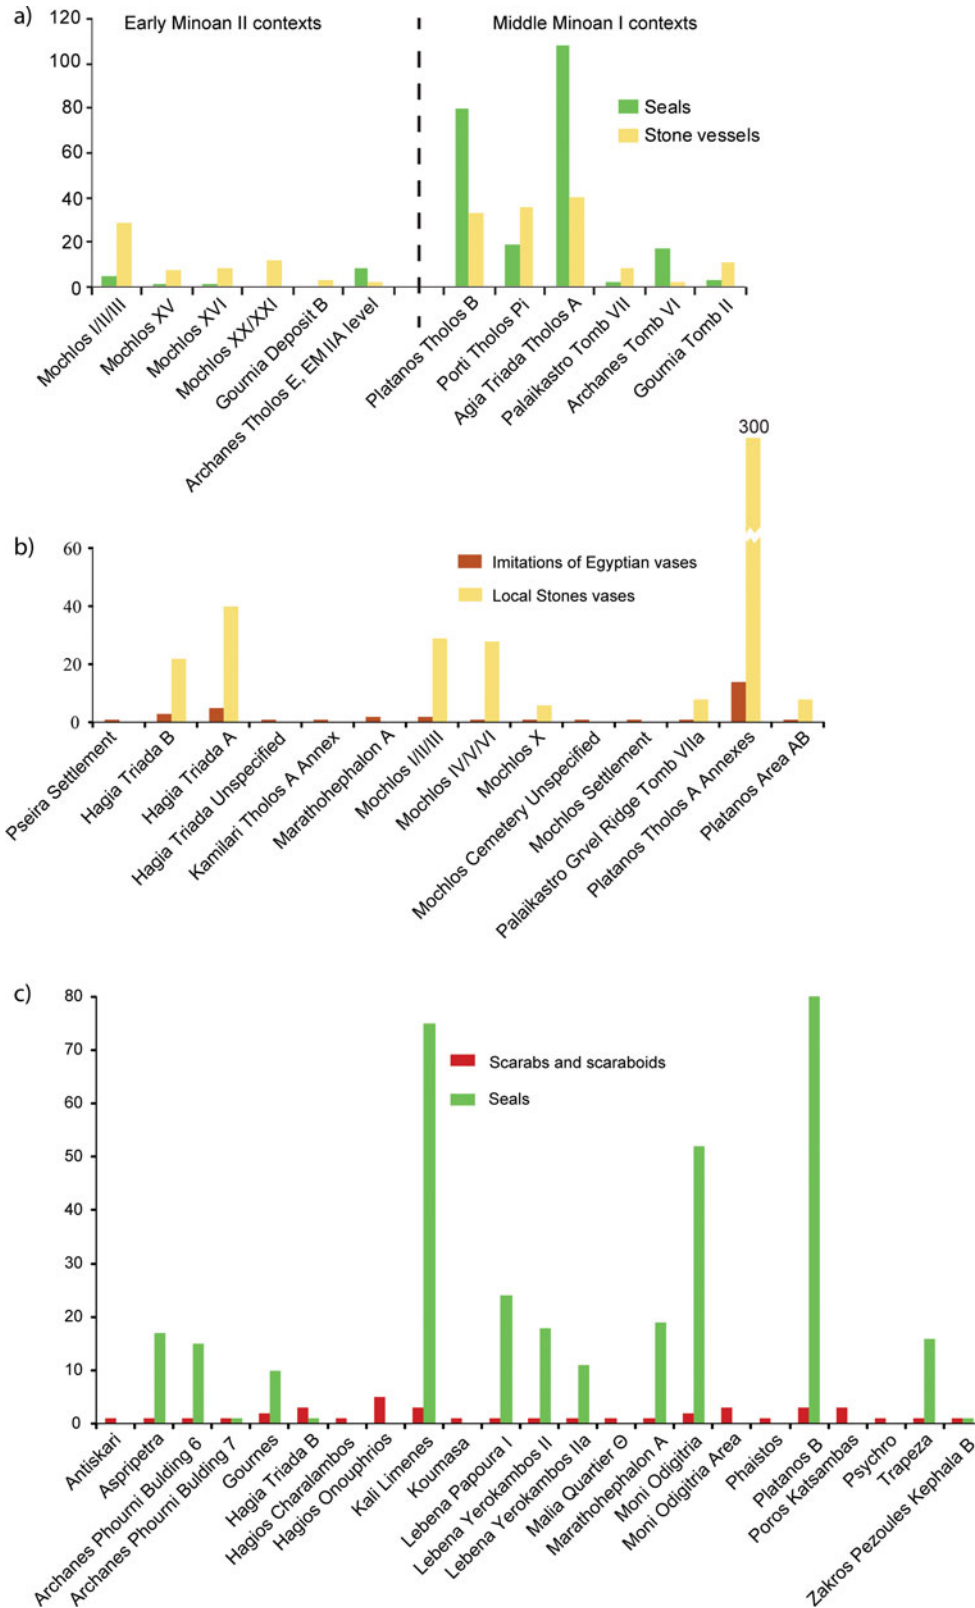 a)
Early Minoan II contexts
Middle Minoan I contexts
120
100
80
60
40
20
0
Seals
Stone vessels
Mochlos I/II/III
Mochlos XV
Mochlos XVI
Mochlos XX/XXI
Gournia Deposit B
Archanes Tholos E, EM IIA level
Platanos Tholos B
Porti Tholos Pi
Agia Triada Tholos A
Palaikastro Tomb VII
Archanes Tomb VI
Gournia Tomb II
b)
300
60
40
20
0
Imitations of Egyptian vases
Local Stones vases
Pseira Settlement
Hagia Triada B
Hagia Triada A
Hagia Triada Unspecified
Kamilari Tholos A Annex
Marathohephalon A
Mochlos I/II/III
Mochlos IV/V/VI
Mochlos X
Mochlos Cemetery Unspecified
Mochlos Settlement
Palaikastro Grvel Ridge Tomb VIIa
Platanos Tholos A Annexes
Platanos Area AB
c)
80
70
60
50
40
30
20
10
0
Scarabs and scaraboids
Seals
Antiskari
Aspripetra
Archanes Phourni Bulding 6
Archanes Phourni Bulding 7
Gournes
Hagia Triada B
Hagios Charalambos
Hagios Onouphrios
Kali Limenes
Koumasa
Lebena Papoura I
Lebena Yerokambos II
Lebena Yerokambos IIa
Malia Quartier Θ
Marathohephalon A
Moni Odigitria
Moni Odigitria Area
Phaistos
Platanos B
Poros Katsambas
Psychro
Trapeza
Zakros Pezoules Kephala B